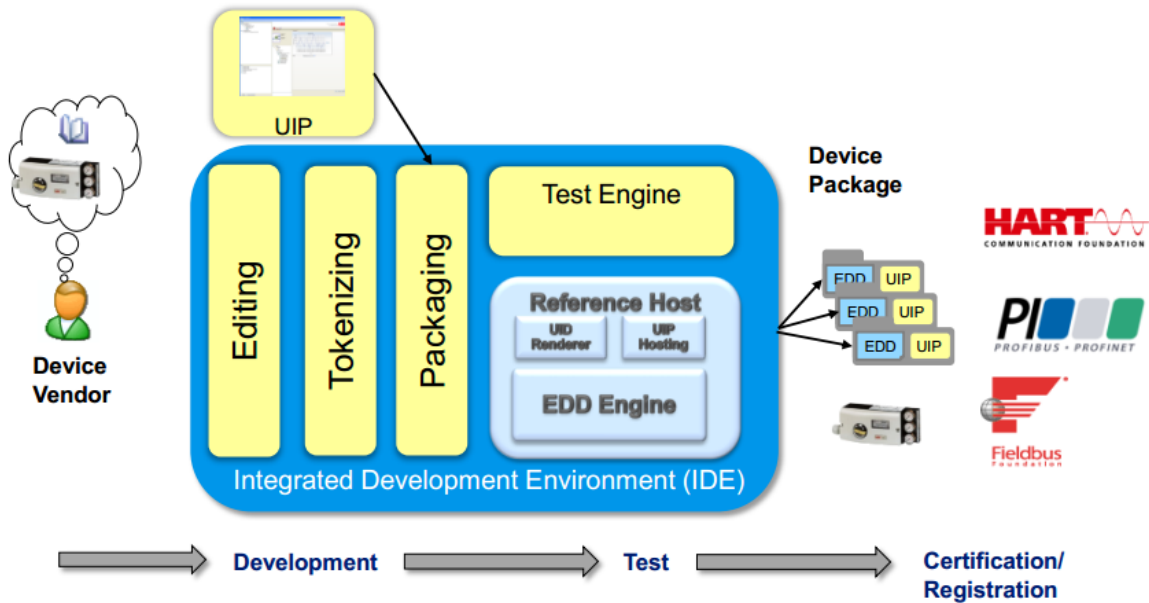 UIP
Device
Vendor
Editing
Tokenizing
Packaging
Test Engine
Reference Host
UID
Renderer
UIP
Hosting
EDD Engine
Integrated Development Environment (IDE)
Device
Package
EDD UIP
EDD UIP
EDD UIP
HART
COMMUNICATION FOUNDATION
PI
PROFIBUS • PROFINET
Fieldbus
Foundation
Development
Test
Certification/
Registration